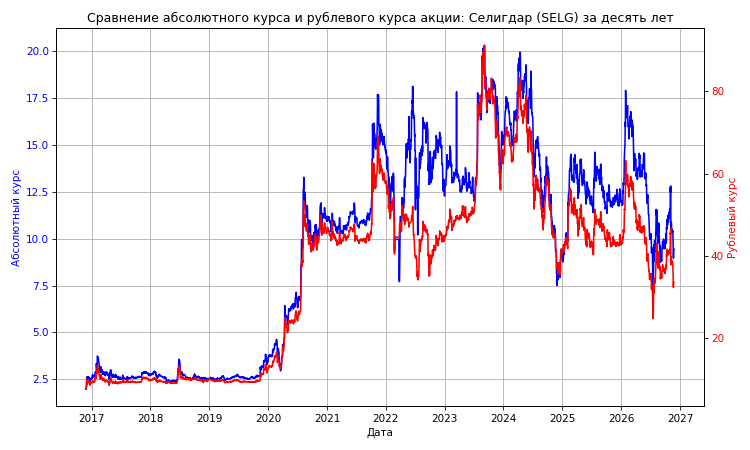 Сравнение абсолютного курса и рублевого курса акции: Селигдар (SELG) за десять лет
Абсолютный курс
20.0
17.5
15.0
12.5
10.0
7.5
5.0
2.5
80
60
40
20
Рублевый курс
2017 2018 2019 2020 2021 2022 2023 2024 2025 2026 2027
Дата